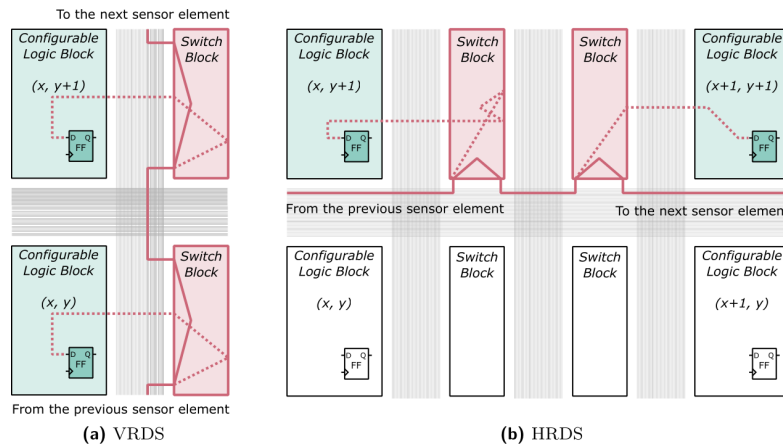 To the next sensor element
Configurable
Logic Block
(x, y+1)
D Q
FF
Switch
Block
Configurable
Logic Block
(x, y)
D Q
FF
Switch
Block
From the previous sensor element
(a) VRDS
Configurable
Logic Block
(x, y+1)
D Q
FF
Switch
Block
Switch
Block
Configurable
Logic Block
(x+1, y+1)
D Q
FF
From the previous sensor element
To the next sensor element
Configurable
Logic Block
(x, y)
D Q
FF
Switch
Block
Switch
Block
Configurable
Logic Block
(x+1, y)
D Q
FF
(b) HRDS